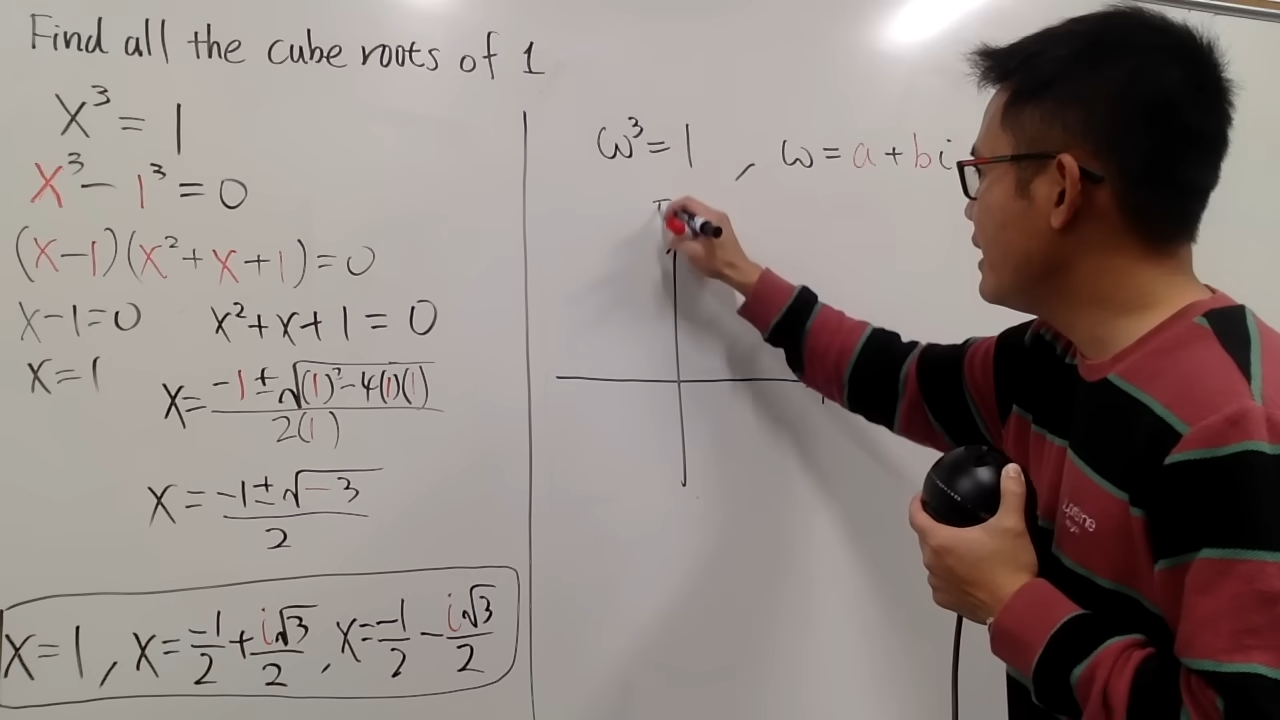 Find all the cube roots of 1
x³ = 1
x³ - 1³ = 0
(x-1)(x²+x+1)=0
x-1=0 x²+x+1=0
x=1 x=(-1±√((1)²-4(1)(1)))/(2(1))
x=(-1±√-3)/2
x=1, x=-1/2+i√3/2, x=-1/2-i√3/2
ω³=1, ω=a+bi
Supreme